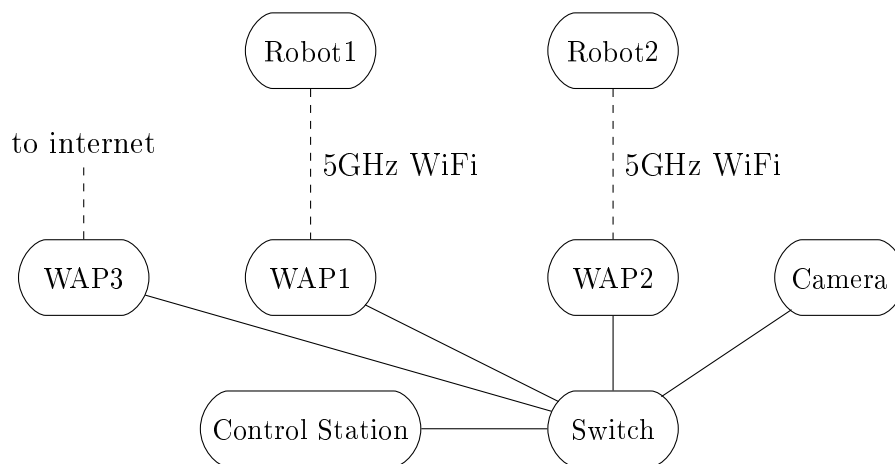 Robot1
Robot2
to internet
5GHz WiFi
5GHz WiFi
WAP3
WAP1
WAP2
Camera
Control Station
Switch